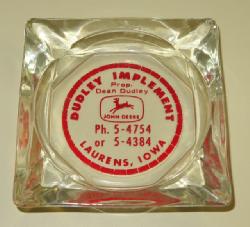 DUDLEY IMPLEMENT
Prop.
Dean Dudley
JOHN DEERE
Ph. 5-4754
or 5-4384
LAURENS, IOWA